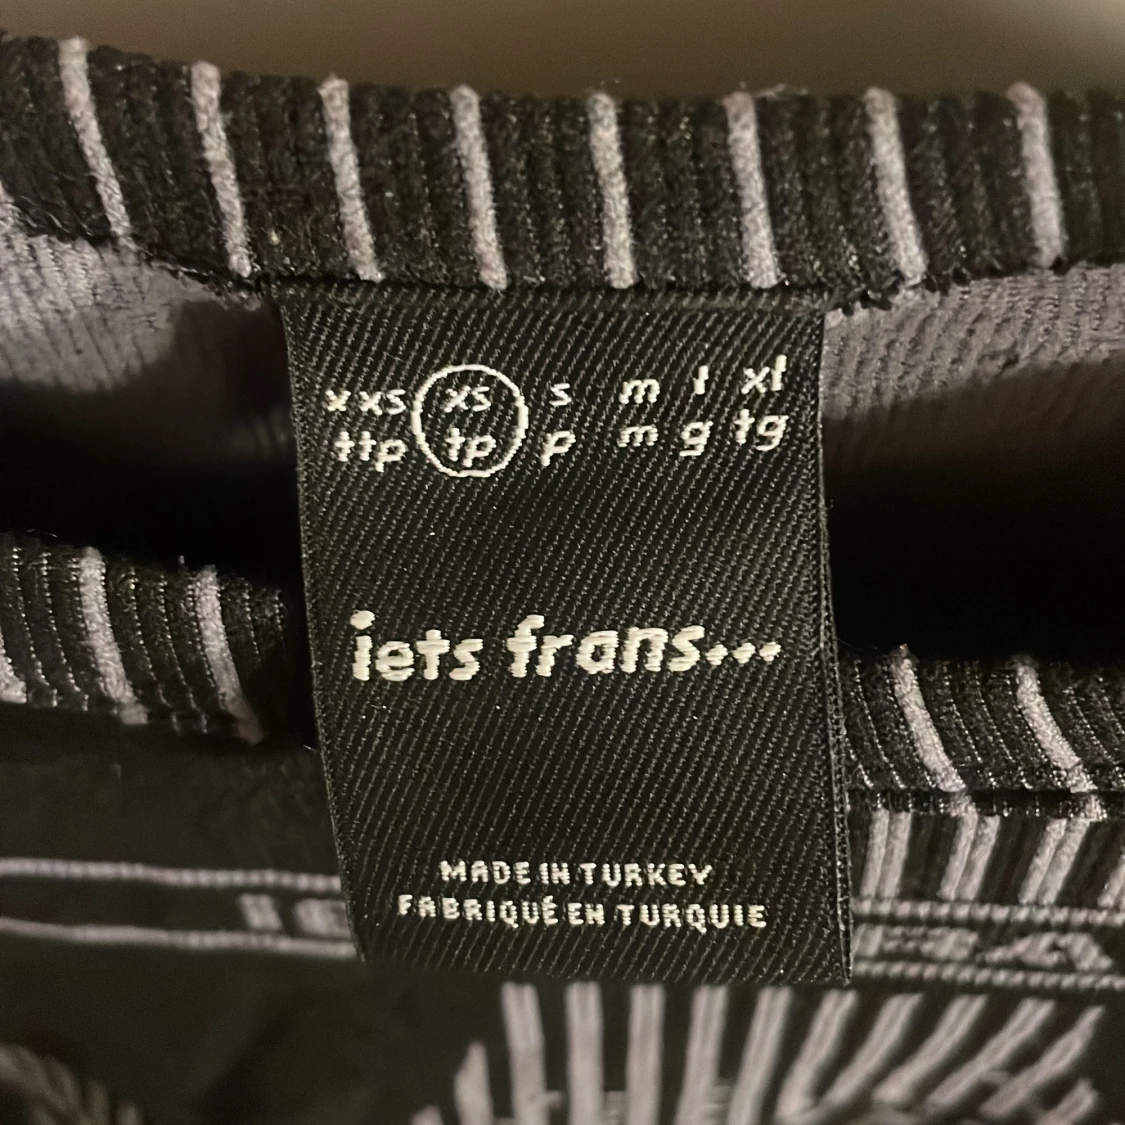 xxs xs s m l xl
ttp tp p m g tg
iets frans...
MADE IN TURKEY
FABRIQUÉ EN TURQUIE